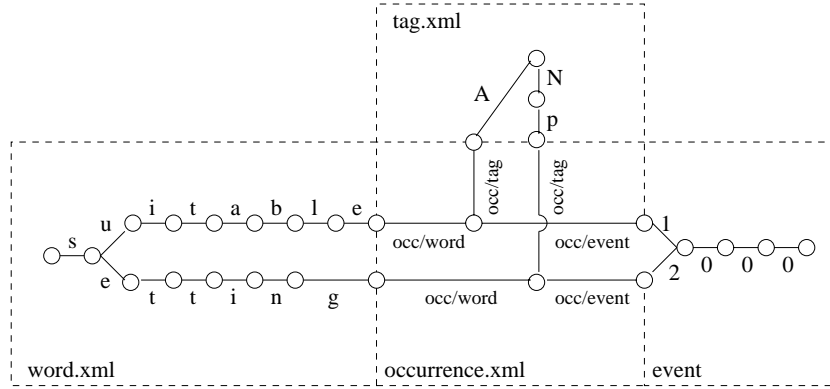 tag.xml
N
A
p
occ/tag
occ/tag
u i t a b l e
s
occ/word
occ/event
1
e t t i n g
occ/word
occ/event
2 0 0 0
word.xml
occurrence.xml
event